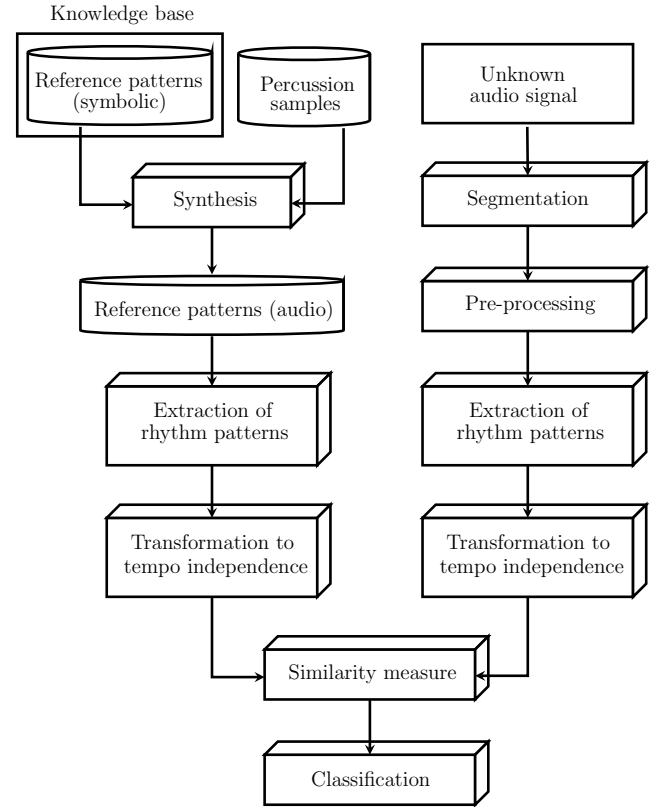 Knowledge base
Reference patterns
(symbolic)
Percussion
samples
Unknown
audio signal
Synthesis
Segmentation
Reference patterns (audio)
Pre-processing
Extraction of
rhythm patterns
Extraction of
rhythm patterns
Transformation to
tempo independence
Transformation to
tempo independence
Similarity measure
Classification